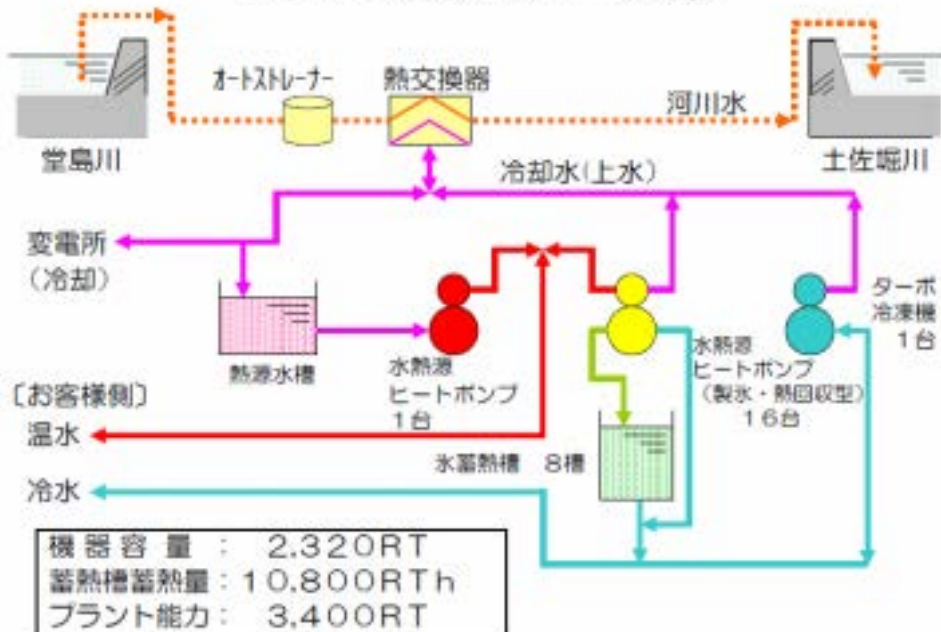 オートストレーナー
熱交換器
河川水
堂島川
土佐堀川
冷却水(上水)
変電所
(冷却)
ターボ
冷凍機
1台
熱源水槽
水熱源
ヒートポンプ
1台
水熱源
ヒートポンプ
(製氷・熱回収型)
16台
〔お客様側〕
温水
氷蓄熱槽 8槽
冷水
機器容量: 2,320RT
蓄熱槽蓄熱量:10,800RTh
プラント能力: 3,400RT